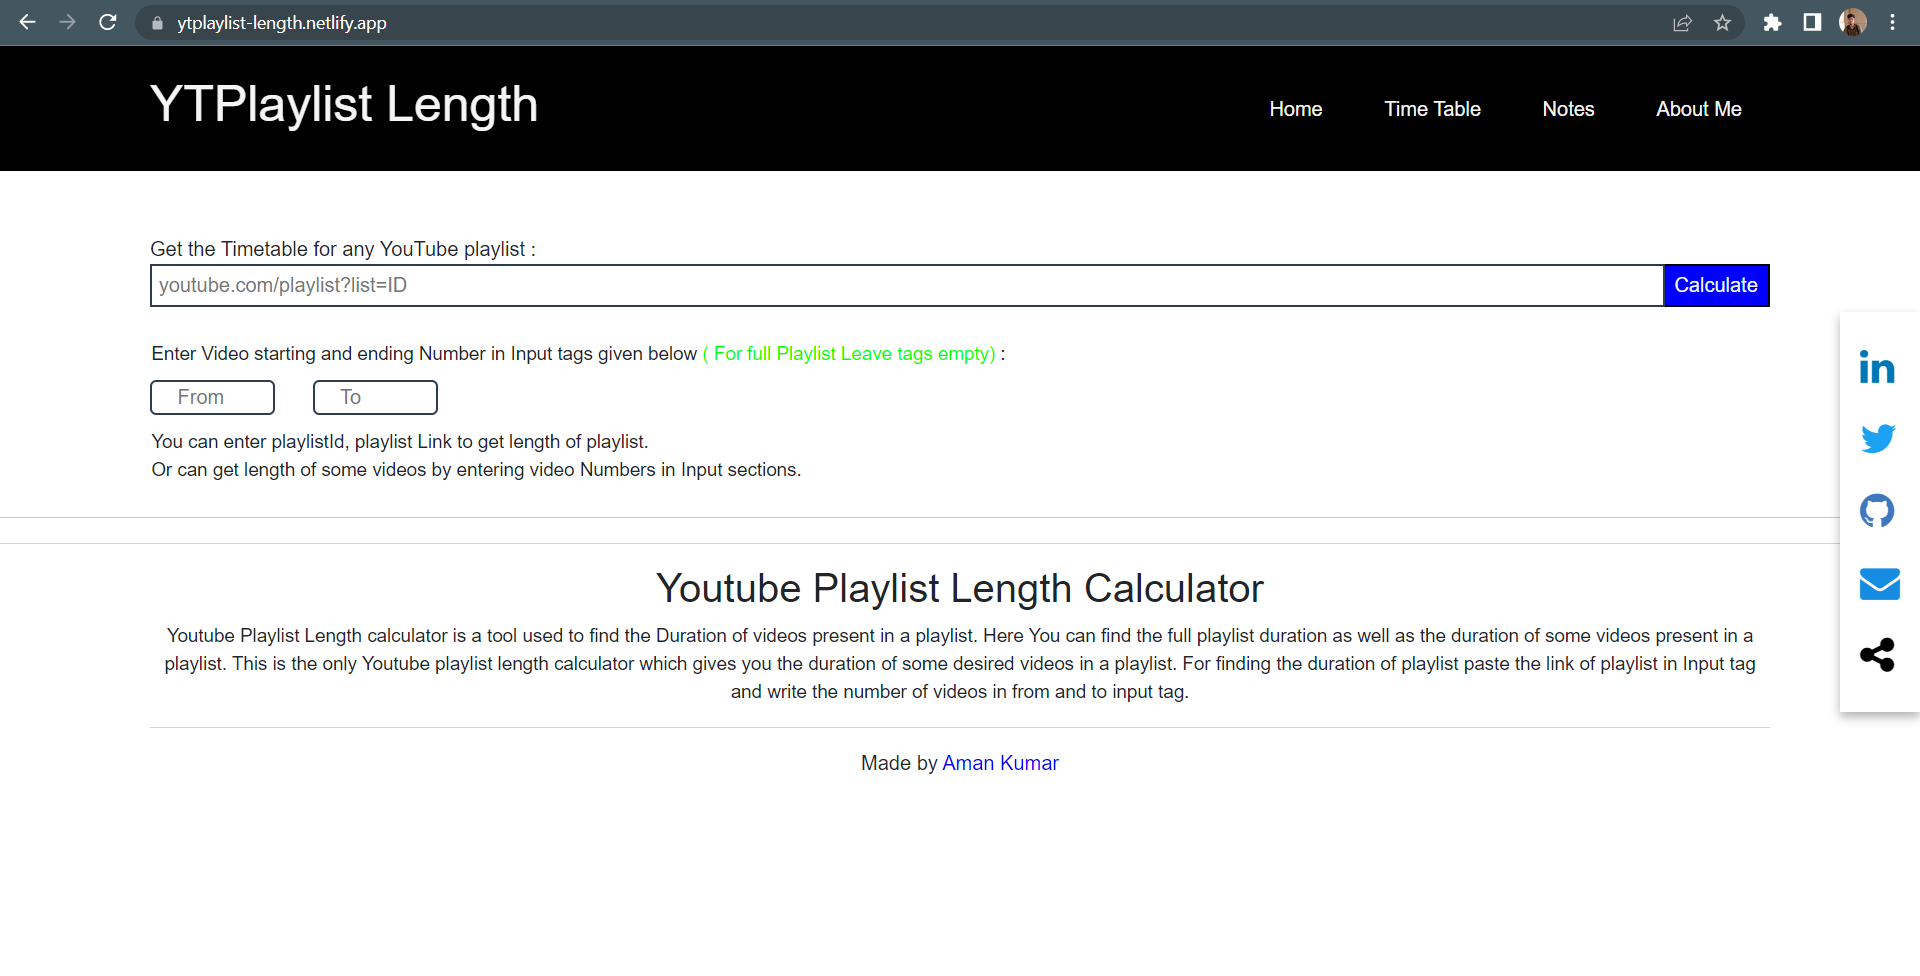 ytplaylist-length.netlify.app
YTPlaylist Length
Home Time Table Notes About Me
Get the Timetable for any YouTube playlist :
youtube.com/playlist?list=ID Calculate
Enter Video starting and ending Number in Input tags given below ( For full Playlist Leave tags empty) :
From To
You can enter playlistId, playlist Link to get length of playlist.
Or can get length of some videos by entering video Numbers in Input sections.
in
Youtube Playlist Length Calculator
Youtube Playlist Length calculator is a tool used to find the Duration of videos present in a playlist. Here You can find the full playlist duration as well as the duration of some videos present in a
playlist. This is the only Youtube playlist length calculator which gives you the duration of some desired videos in a playlist. For finding the duration of playlist paste the link of playlist in Input tag
and write the number of videos in from and to input tag.
Made by Aman Kumar